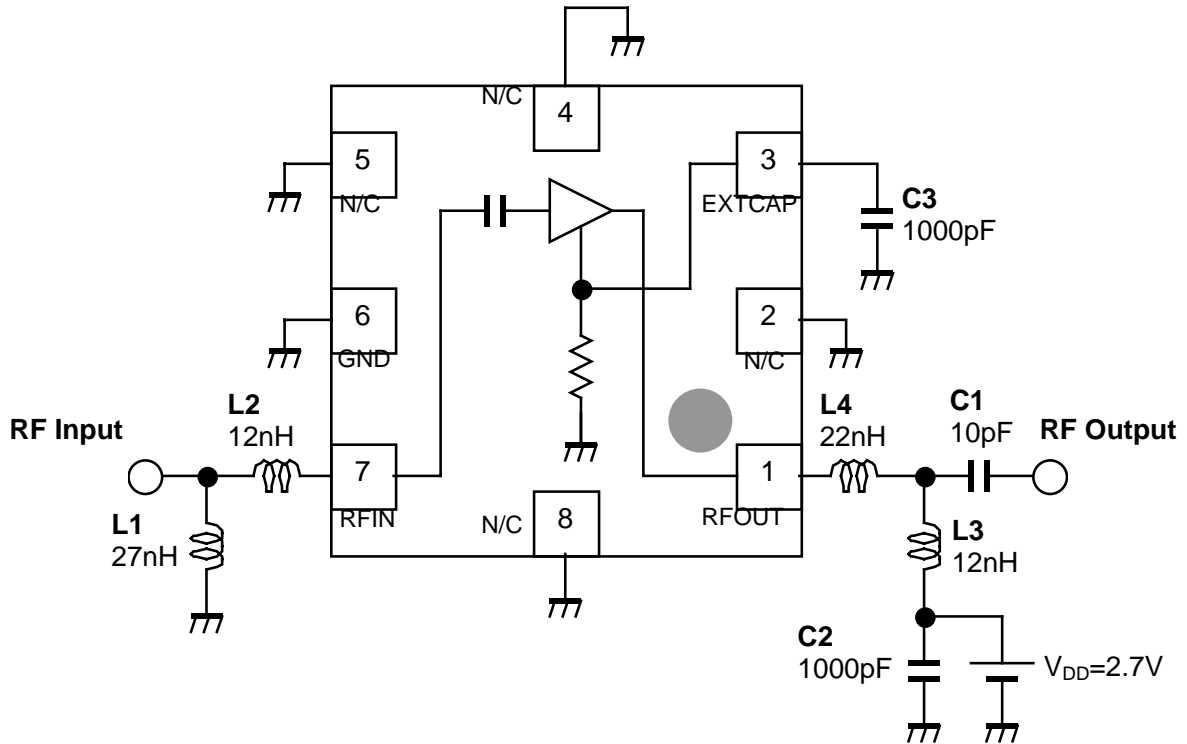 N/C
4
5
N/C
3
EXTCAP
C3
1000pF
6
GND
2
N/C
RF Input
L2
12nH
L4
22nH
C1
10pF
RF Output
7
RFIN
1
RFOUT
L1
27nH
N/C
8
L3
12nH
C2
1000pF
VDD=2.7V